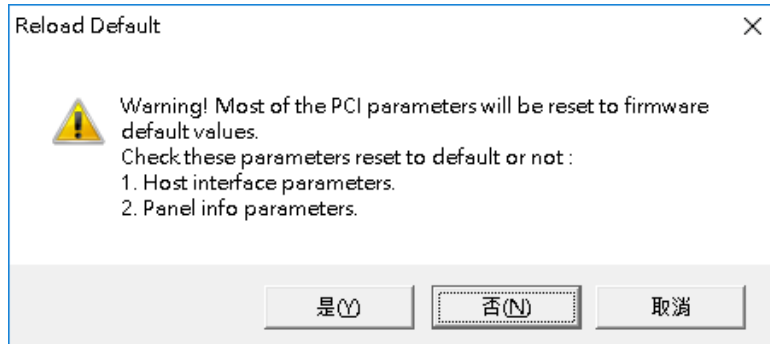 Reload Default
Warning! Most of the PCI parameters will be reset to firmware
default values.
Check these parameters reset to default or not :
1. Host interface parameters.
2. Panel info parameters.
是(Y) 否(N) 取消